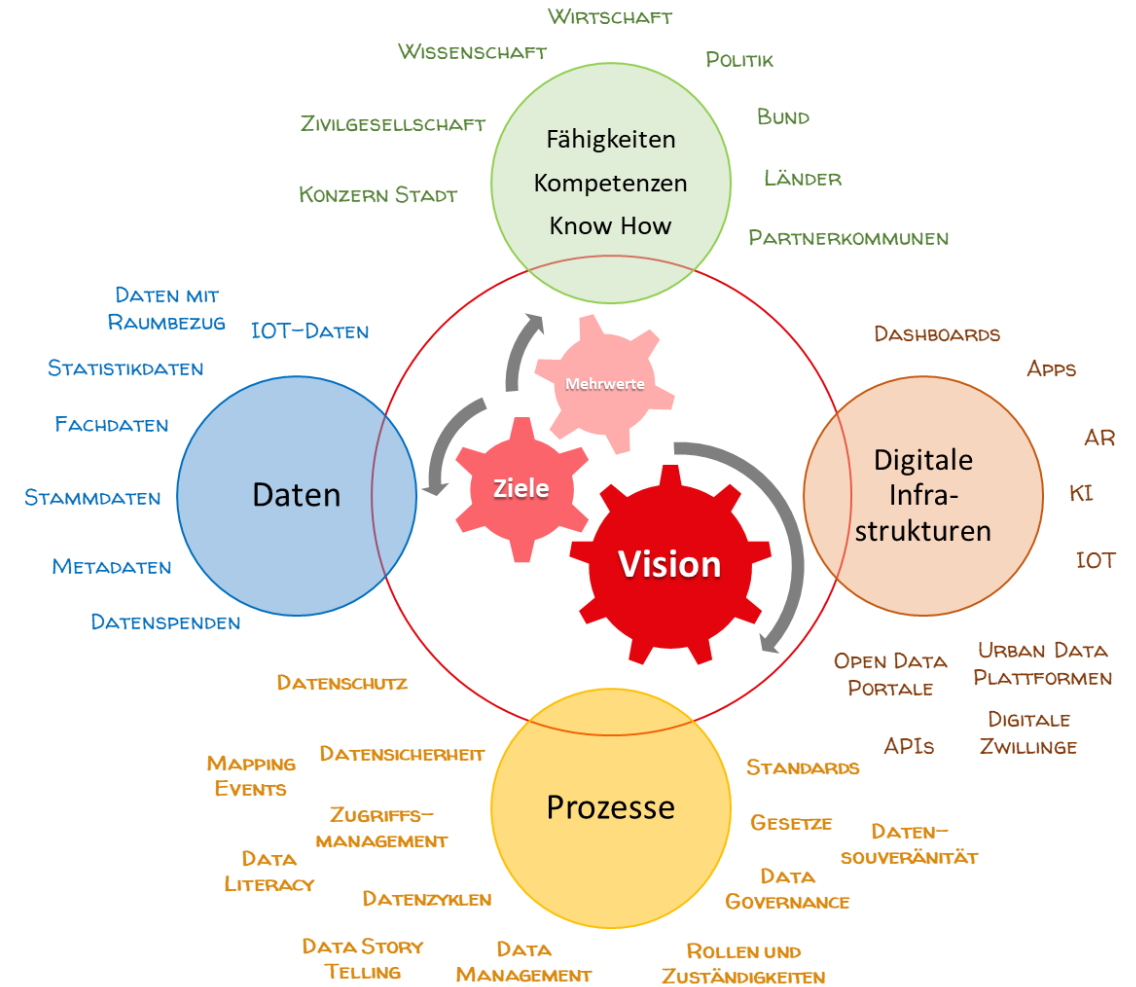 WIRTSCHAFT
WISSENSCHAFT
POLITIK
ZIVILGESELLSCHAFT
BUND
KONZERN STADT
LÄNDER
PARTNERKOMMUNEN
Fähigkeiten
Kompetenzen
Know How
DATEN MIT
RAUMBEZUG
IOT-DATEN
STATISTIKDATEN
FACHDATEN
STAMMDATEN
METADATEN
DATENSPENDEN
Daten
Mehrwerte
Ziele
Vision
DASHBOARDS
APPS
AR
KI
IOT
Digitale
Infra-
strukturen
OPEN DATA
PORTALE
URBAN DATA
PLATTFORMEN
APIS
DIGITALE
ZWILLINGE
DATENSCHUTZ
DATENSICHERHEIT
MAPPING
EVENTS
ZUGRIFFS-
MANAGEMENT
DATA
LITERACY
DATENZYKLEN
DATA STORY
TELLING
DATA
MANAGEMENT
Prozesse
STANDARDS
GESETZE
DATEN-
SOUVERÄNITÄT
DATA
GOVERNANCE
ROLLEN UND
ZUSTÄNDIGKEITEN